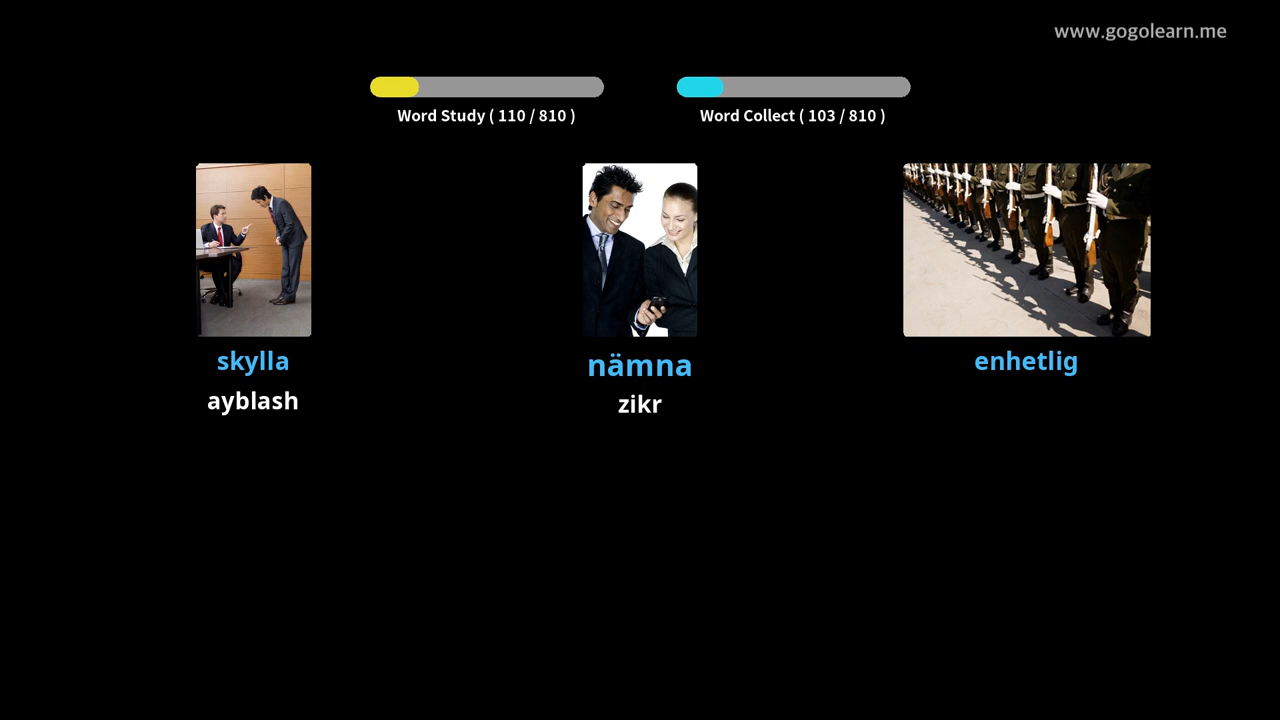 www.gogolearn.me
Word Study ( 110 / 810 )
Word Collect ( 103 / 810 )
skylla
nämna
enhetlig
ayblash
zikr